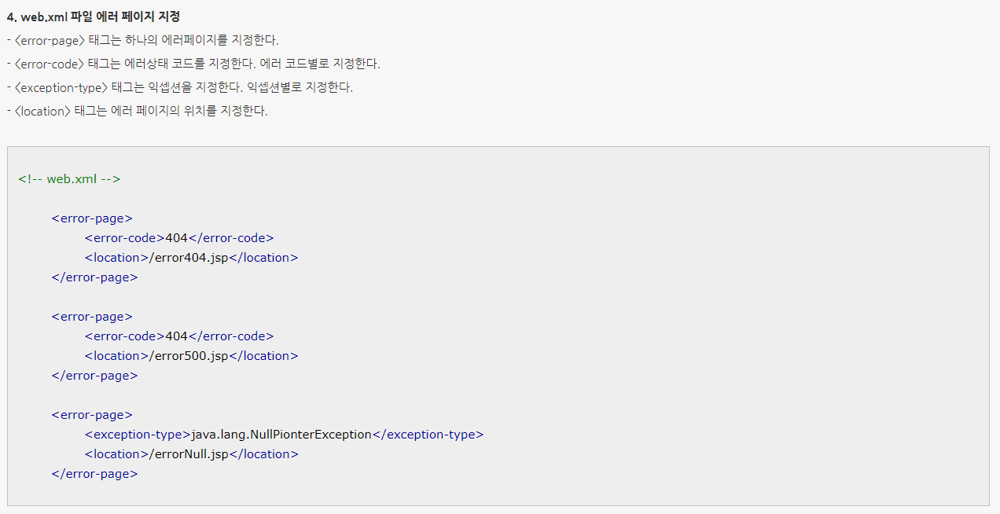 4. web.xml 파일 에러 페이지 지정
- <error-page> 태그는 하나의 에러페이지를 지정한다.
- <error-code> 태그는 에러상태 코드를 지정한다. 에러 코드별로 지정한다.
- <exception-type> 태그는 익셉션을 지정한다. 익셉션별로 지정한다.
- <location> 태그는 에러 페이지의 위치를 지정한다.
<!-- web.xml -->
<error-page>
<error-code>404</error-code>
<location>/error404.jsp</location>
</error-page>
<error-page>
<error-code>404</error-code>
<location>/error500.jsp</location>
</error-page>
<error-page>
<exception-type>java.lang.NullPionterException</exception-type>
<location>/errorNull.jsp</location>
</error-page>